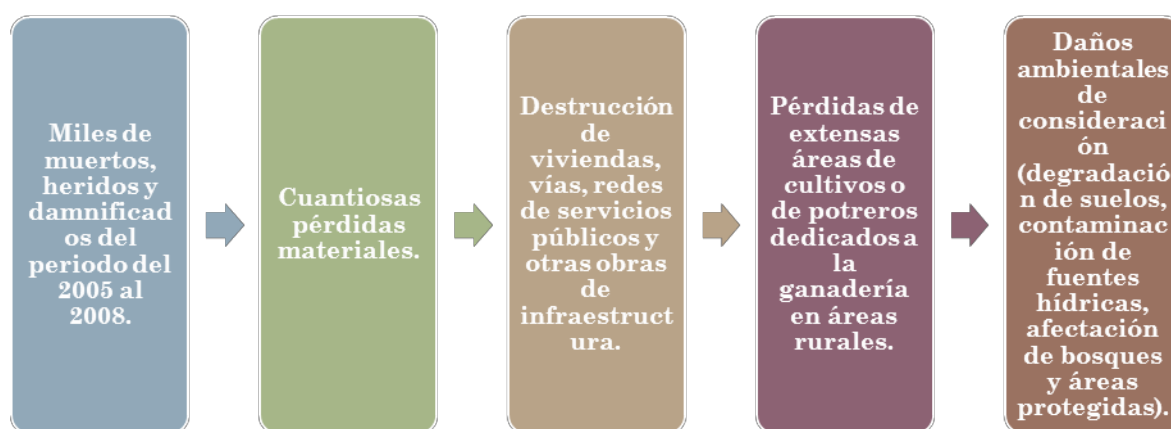 Miles de
muertos,
heridos y
damnificad
os del
periodo del
2005 al
2008.
Cuantiosas
pérdidas
materiales.
Destrucción
de
viviendas,
vías, redes
de servicios
públicos y
otras obras
de
infraestruct
ura.
Pérdidas de
extensas
áreas de
cultivos o
de potreros
dedicados a
la
ganadería
en áreas
rurales.
Daños
ambientales
de
consideraci
ón
(degradació
n de suelos,
contaminac
ión de
fuentes
hídricas,
afectación
de bosques
y áreas
protegidas).